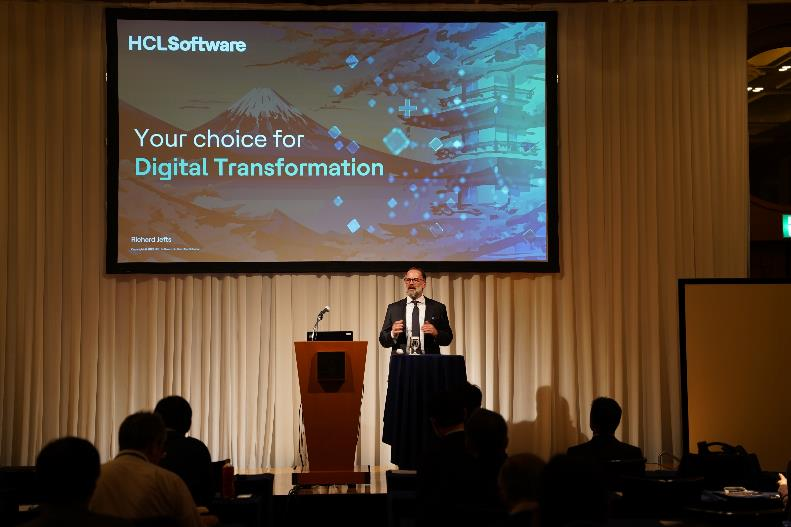 HCLSoftware
Your choice for
Digital Transformation
Richard Jefts